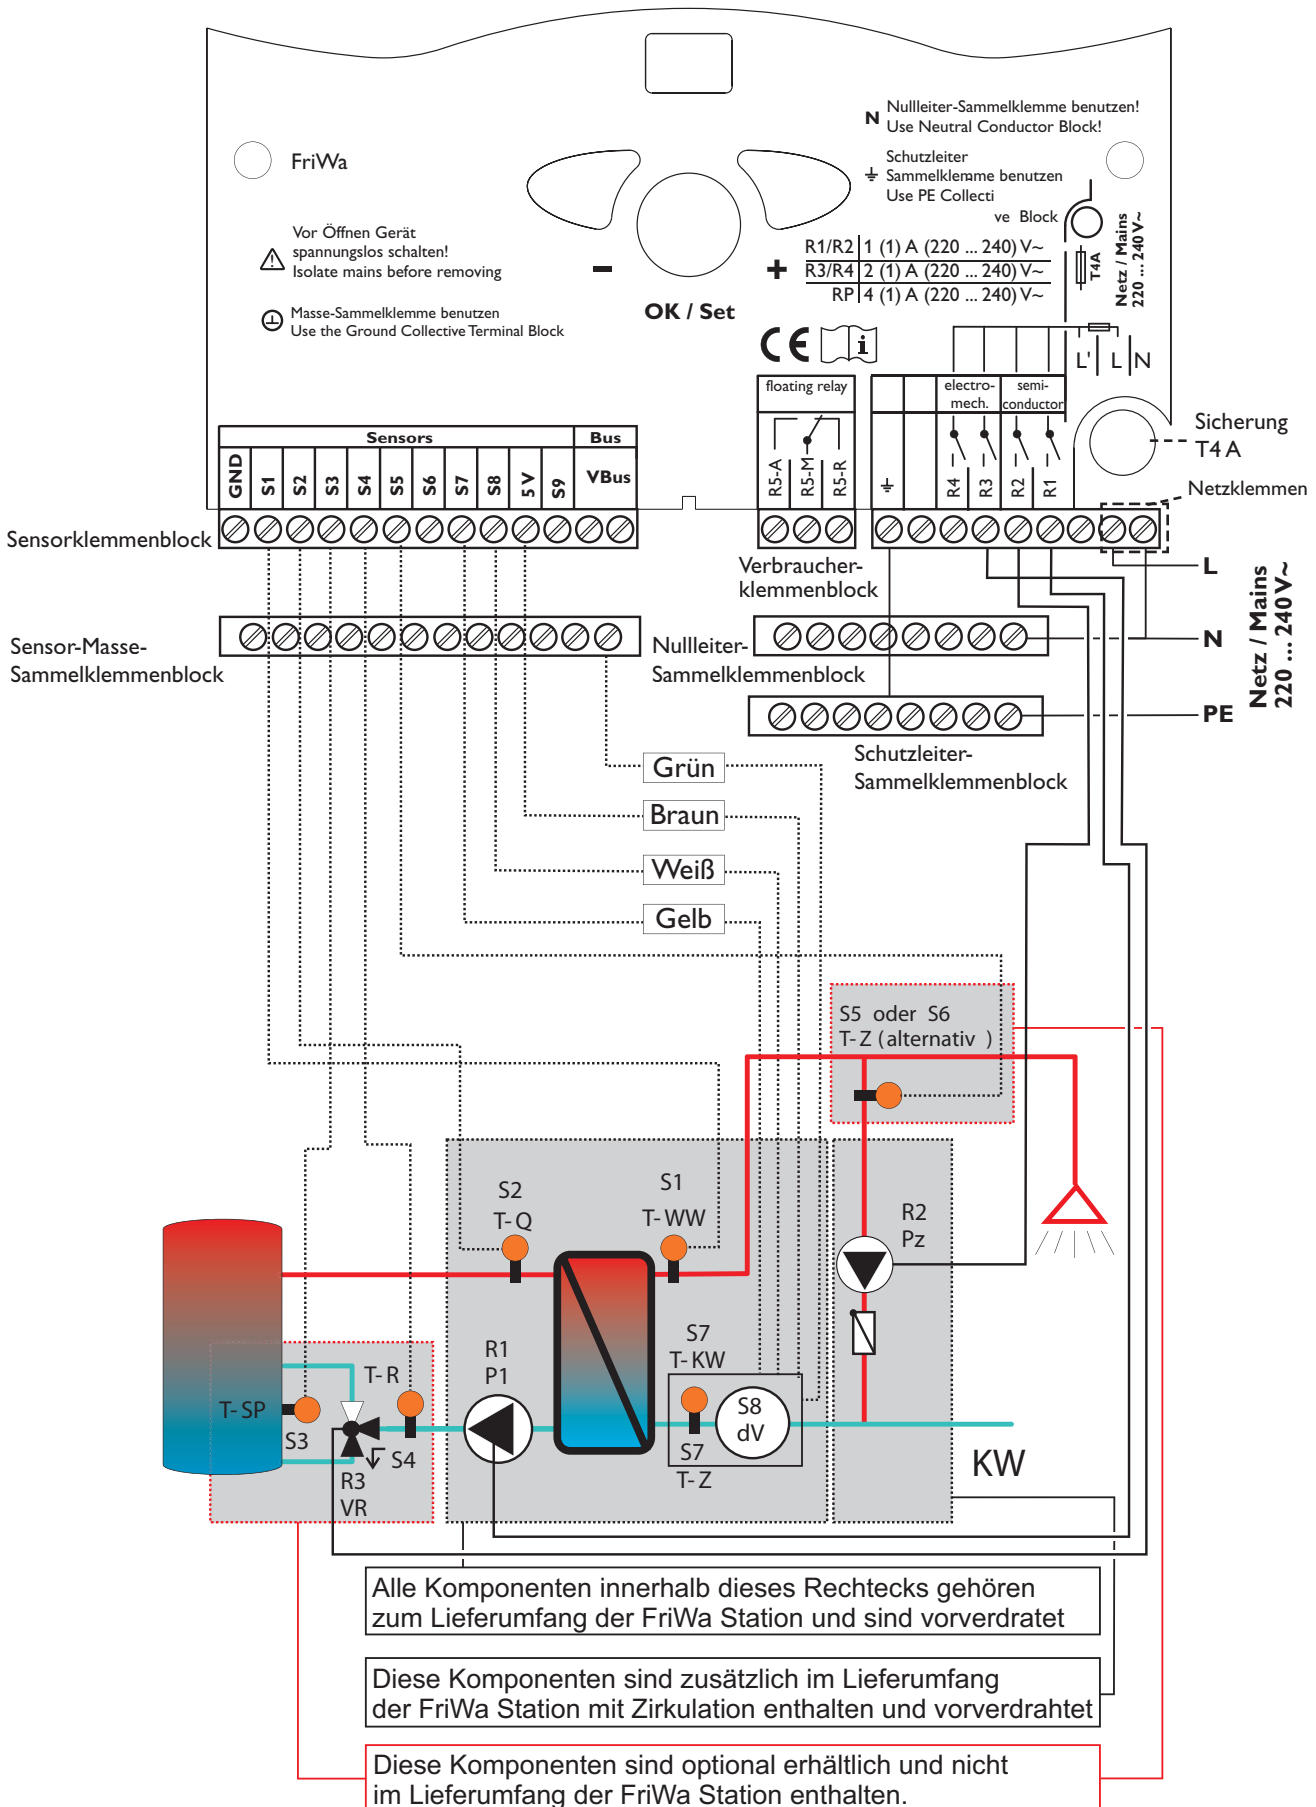 N Nullleiter-Sammelklemme benutzen!
Use Neutral Conductor Block!
FriWa
Schutzleiter
Sammelklemme benutzen
Use PE Collecti
ve Block
Vor Öffnen Gerät
spannungslos schalten!
Isolate mains before removing
Masse-Sammelklemme benutzen
Use the Ground Collective Terminal Block
- +
OK / Set
R1/R2 1 (1) A (220 ... 240) V~
R3/R4 2 (1) A (220 ... 240) V~
RP 4 (1) A (220 ... 240) V~
T4A
Netz / Mains
220 ... 240 V~
CE i
L' L N
floating relay
electro-
mech.
semi-
conductor
R5-A R5-M R5-R
R4 R3 R2 R1
Sicherung
T4 A
Netzklemmen
Sensors Bus
GND S1 S2 S3 S4 S5 S6 S7 S8 5 V S9 VBus
Sensorklemmenblock
Verbraucher-
klemmenblock
L
N
PE
Netz / Mains
220 ... 240 V~
Sensor-Masse-
Sammelklemmenblock
Nullleiter-
Sammelklemmenblock
Schutzleiter-
Sammelklemmenblock
Grün
Braun
Weiß
Gelb
S5 oder S6
T-Z (alternativ )
S2
T-Q
S1
T-WW
R2
Pz
R1
P1
S7
T-KW
S8
dV
S7
T-Z
T-R
T-SP
S3
S4
R3
VR
KW
Alle Komponenten innerhalb dieses Rechtecks gehören
zum Lieferumfang der FriWa Station und sind vorverdratet
Diese Komponenten sind zusätzlich im Lieferumfang
der FriWa Station mit Zirkulation enthalten und vorverdrahtet
Diese Komponenten sind optional erhältlich und nicht
im Lieferumfang der FriWa Station enthalten.